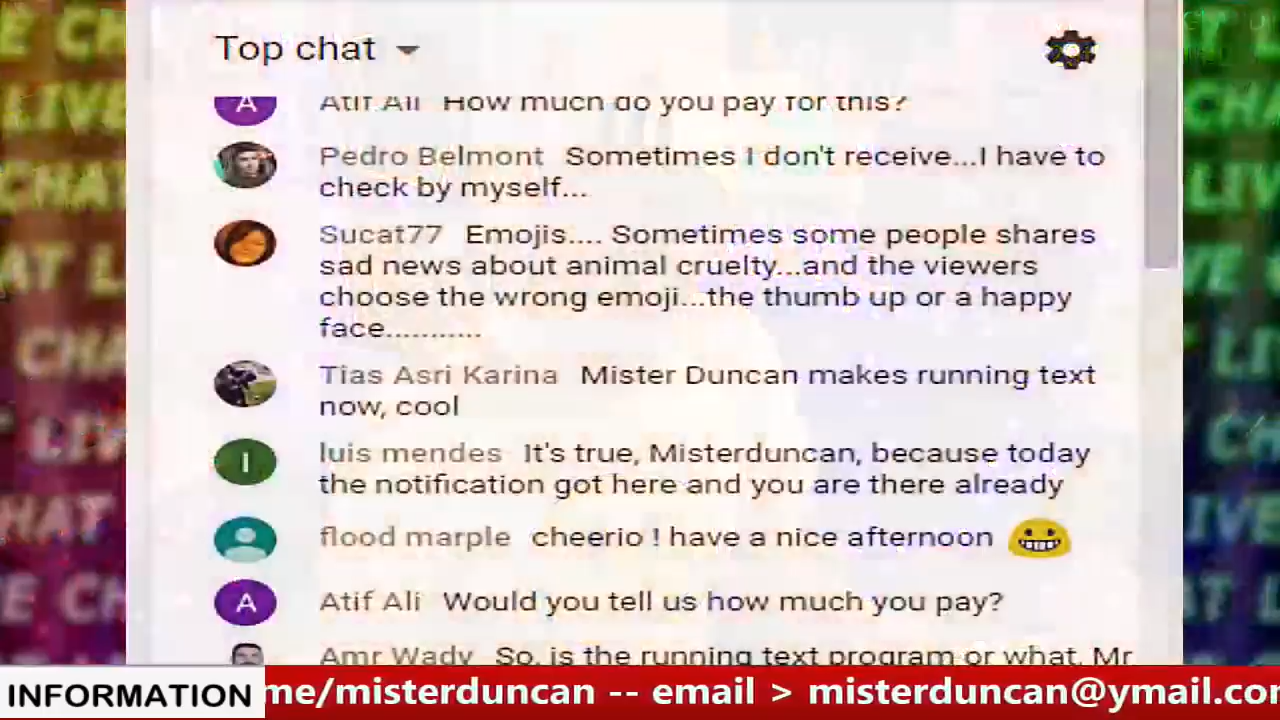 Top chat
Atif Ali How much do you pay for this?
Pedro Belmont Sometimes I don't receive...I have to
check by myself...
Sucat77 Emojis.... Sometimes some people shares
sad news about animal cruelty...and the viewers
choose the wrong emoji...the thumb up or a happy
face...........
Tias Asri Karina Mister Duncan makes running text
now, cool
luis mendes It's true, Misterduncan, because today
the notification got here and you are there already
flood marple cheerio ! have a nice afternoon
A Atif Ali Would you tell us how much you pay?
Amr Wady So, is the running text program or what, Mr
INFORMATION me/misterduncan -- email > misterduncan@ymail.com